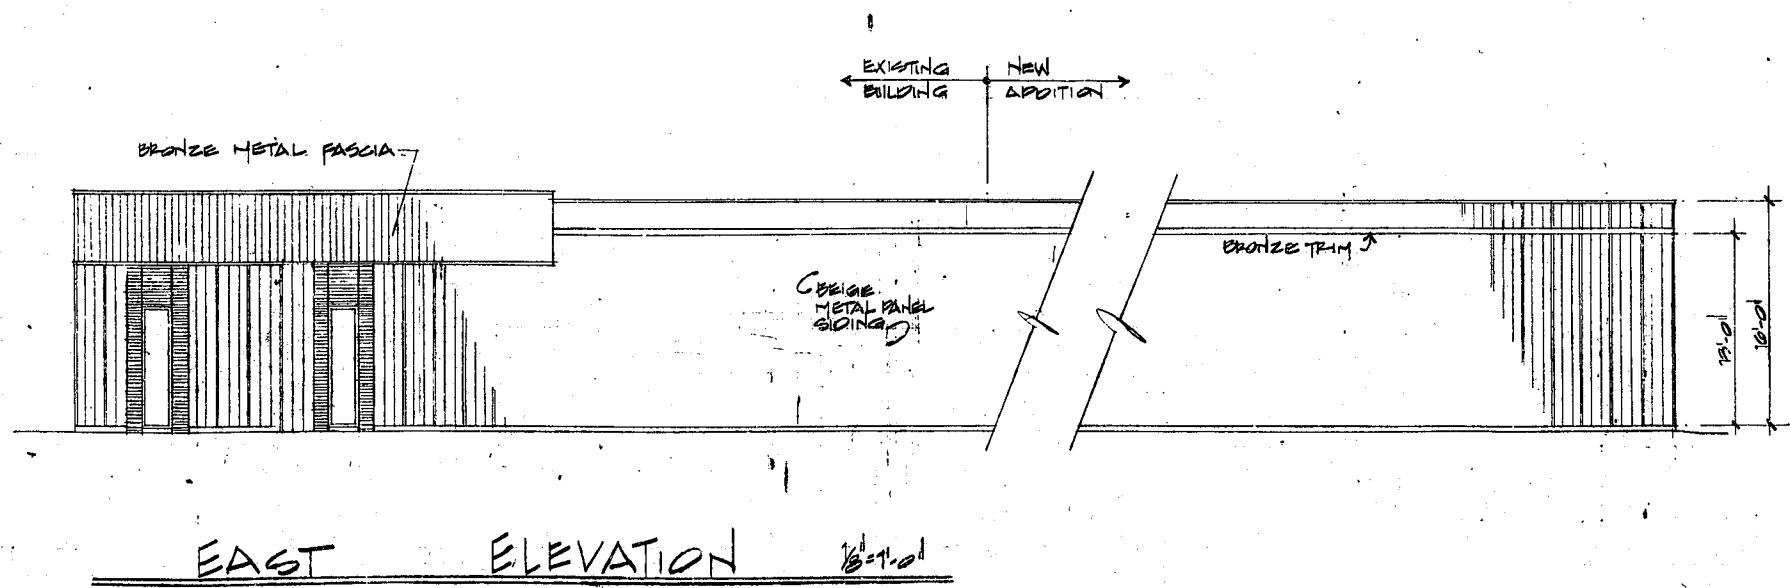 EXISTING
BUILDING
NEW
ADDITION
BRONZE METAL FASCIA
BRONZE TRIM
BEIGE
METAL PANEL
SIDING
13'-0"
16'-0"
EAST ELEVATION 1/8"=1'-0"